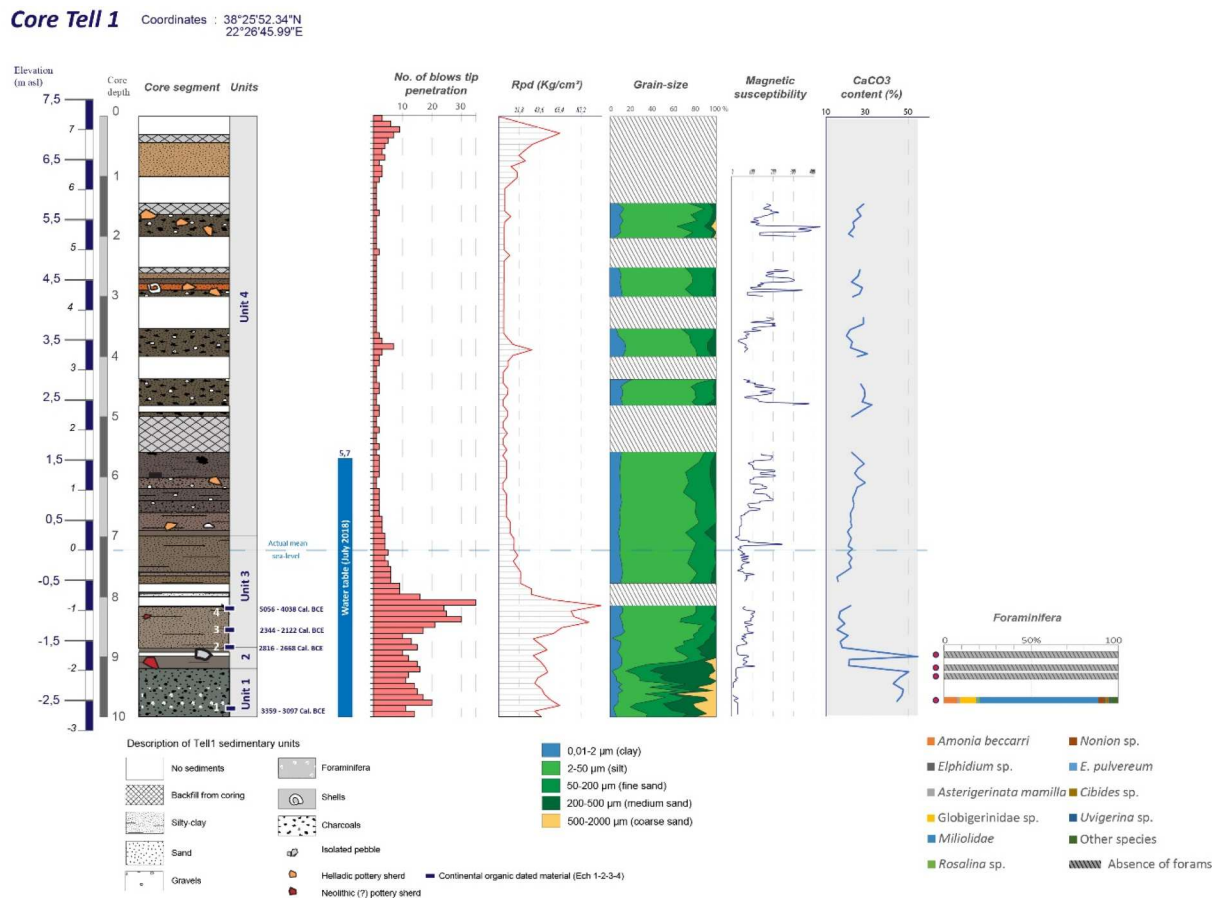 Core Tell 1
Coordinates : 38°25'52.34"N
22°26'45.99"E
Elevation
(m asl)
Core
depth
Core segment
Units
No. of blows tip
penetration
Rpd (Kg/cm²)
Grain-size
Magnetic
susceptibility
CaCO3
content (%)
10 20 30
0 20 40 60 80 100 %
10 30 50
7,5
7
6,5
6
5,5
5
4,5
4
3,5
3
2,5
2
1,5
1
0,5
0
-0,5
-1
-1,5
-2
-2,5
-3
0
1
2
3
4
5
6
7
8
9
10
Unit 4
Unit 3
2
Unit 1
4
3
2
1
5,7
Water table (July 2018)
Actual mean
sea-level
5056 - 4038 Cal. BCE
2344 - 2122 Cal. BCE
2816 - 2668 Cal. BCE
3359 - 3097 Cal. BCE
Foraminifera
0 50% 100
Description of Tell1 sedimentary units
No sediments
Backfill from coring
Silty-clay
Sand
Gravels
Foraminifera
Shells
Charcoals
Isolated pebble
Helladic pottery sherd
Neolithic (?) pottery sherd
Continental organic dated material (Ech 1-2-3-4)
0,01-2 µm (clay)
2-50 µm (silt)
50-200 µm (fine sand)
200-500 µm (medium sand)
500-2000 µm (coarse sand)
Amonia beccarri
Elphidium sp.
Asterigerinata mamilla
Globigerinidae sp.
Miliolidae
Rosalina sp.
Nonion sp.
E. pulvereum
Cibides sp.
Uvigerina sp.
Other species
Absence of forams